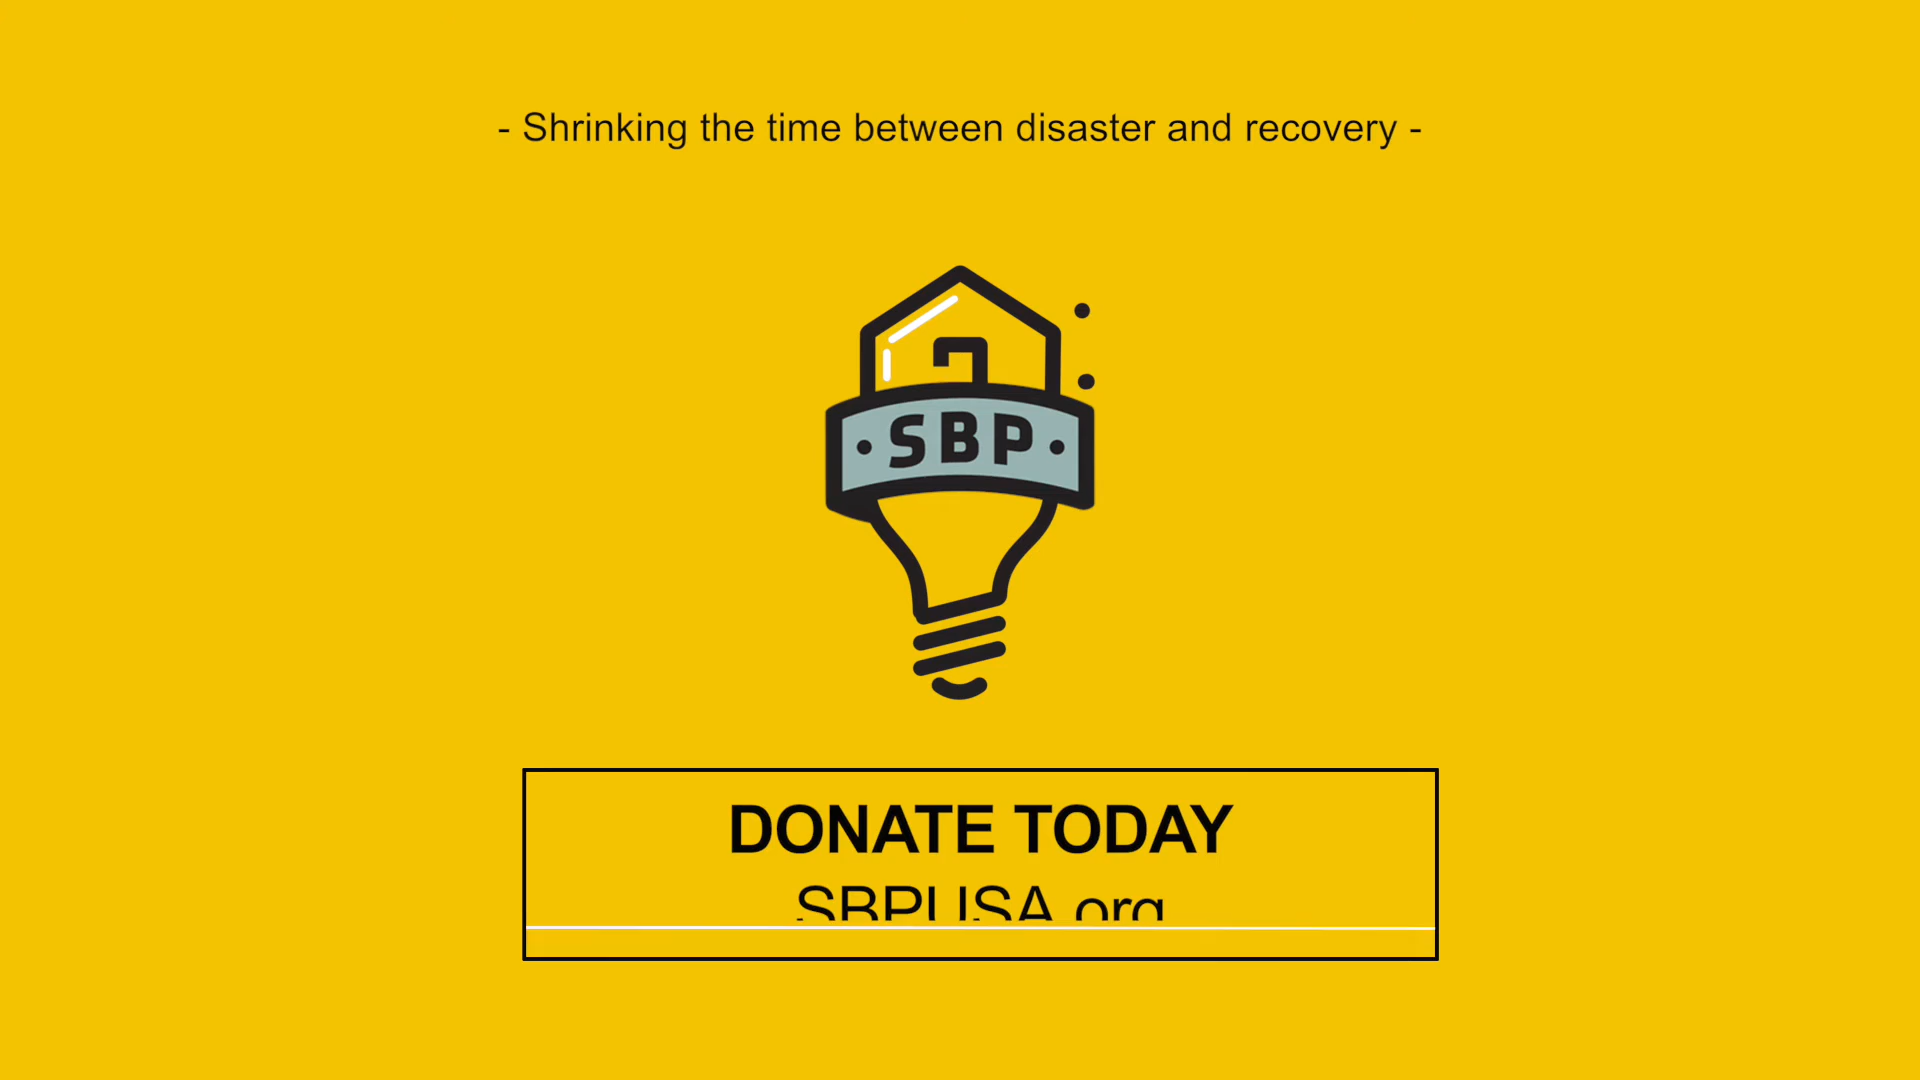 - Shrinking the time between disaster and recovery -
• SBP •
DONATE TODAY
SBPUSA.org